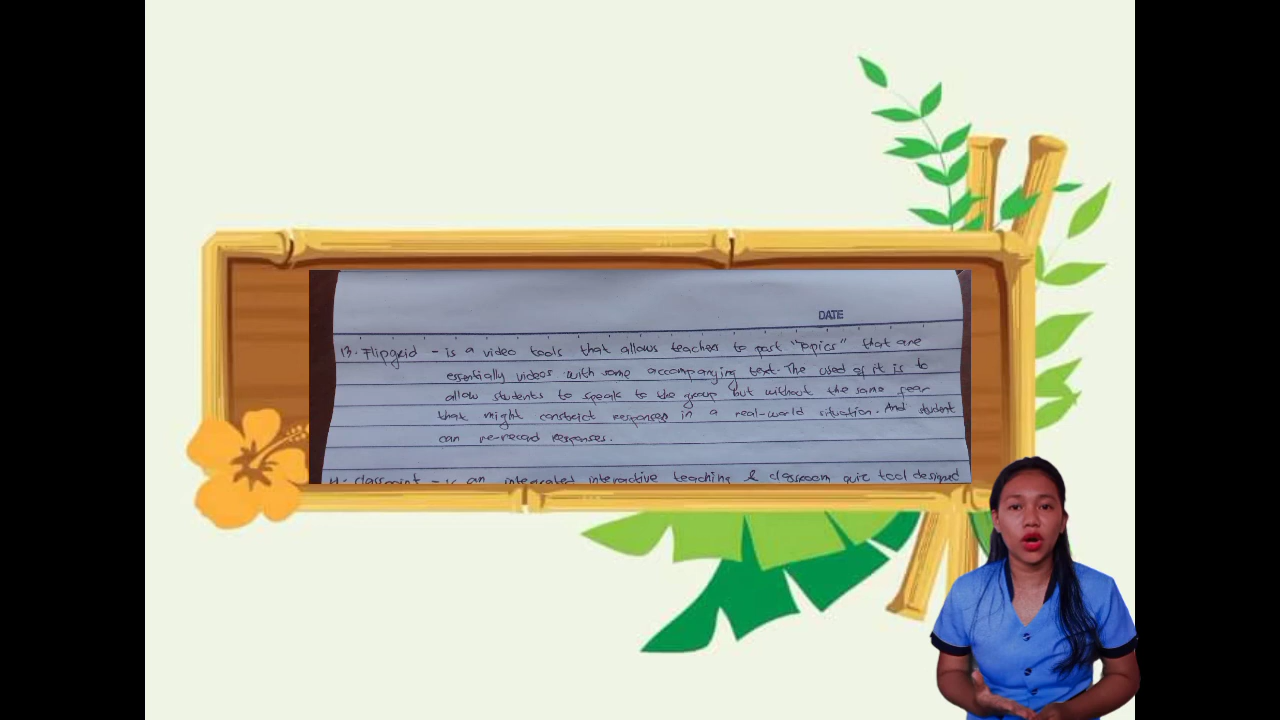 DATE
13. Flipgrid - is a video tools that allows teachers to post "Topics" that are
essentially videos with some accompanying text. The used of it is to
allow students to speak to the group but without the same fear
that might constrict responses in a real-world situation. And student
can re-record responses.
14. classpoint - is an integrated interactive teaching & classroom quiz tool designed